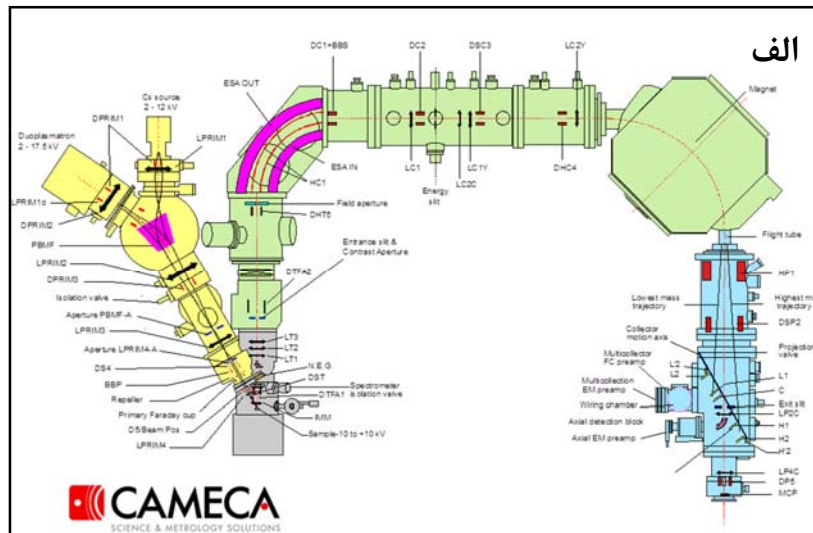 الف
DC1+BBS
DC2
DSC3
LC2Y
ESA OUT
Magnet
Cs source
2 - 12 kV
DPRIM1
Duoplasmatron
2 - 17.5 kV
LPRIM1
ESA IN
LC1
LC1Y
DHC4
HC1
Energy
slit
LC2C
LPRIM1d
Field aperture
DHT5
DPRIM2
PBMF
Flight tube
Entrance slit &
Contrast Aperture
LPRIM2
DTFA2
DPRIM3
HP1
Isolation valve
Lowest mass
trajectory
Highest m
trajectory
Aperture PBMF-A
DSP2
LPRIM3
LT3
Collector
motion axis
LT2
Projection
valve
Aperture LPRIM4-A
LT1
Multicollector
FC preamp
DS4
N.E.G.
L'2
L1
BBP
DST
L2
Multicollection
EM preamp
C
Repeller
Spectrometer
isolation valve
DTFA1
Wiring chamber
Exit slit
LP2C
Primary Faraday cup
IMM
Axial detection block
H1
D5 Beam Pos
H2
LPRIM4
Sample-10 to +10 kV
Axial EM preamp
H'2
LP4C
DP5
MCP
CAMECA
SCIENCE & METROLOGY SOLUTIONS